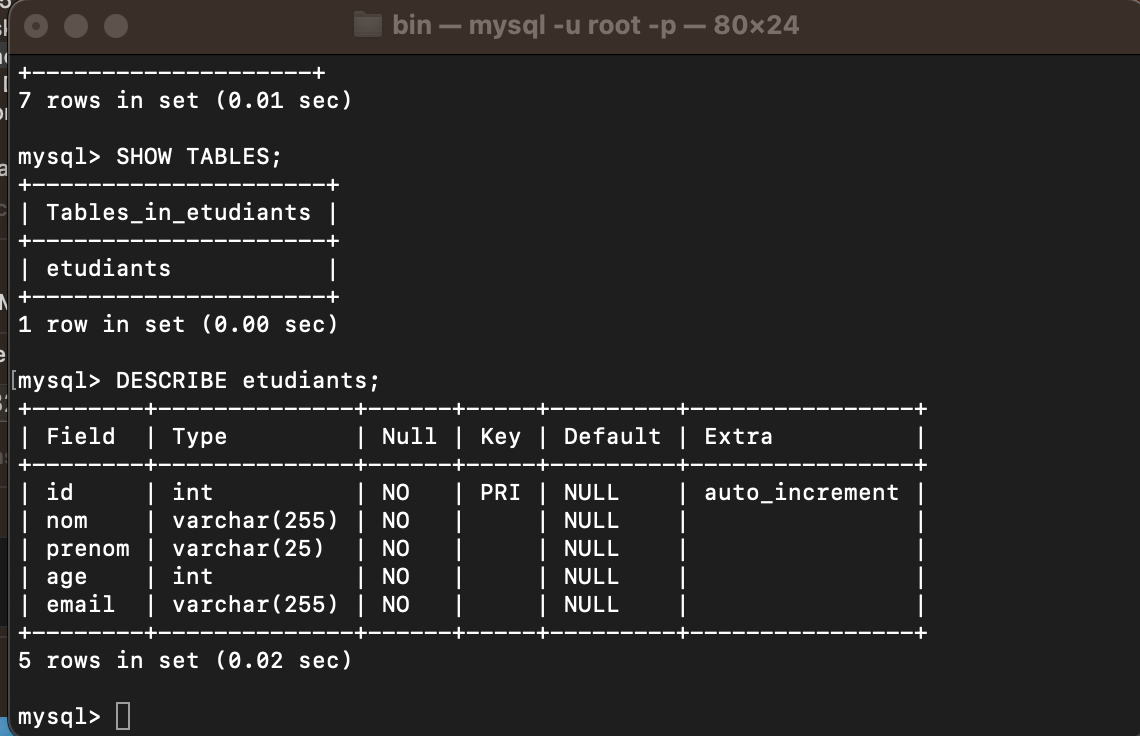 bin — mysql -u root -p — 80×24
+--------------------+
7 rows in set (0.01 sec)
mysql> SHOW TABLES;
+---------------------+
| Tables_in_etudiants |
+---------------------+
| etudiants           |
+---------------------+
1 row in set (0.00 sec)
[mysql> DESCRIBE etudiants;
+--------+--------------+------+-----+---------+----------------+
| Field  | Type         | Null | Key | Default | Extra          |
+--------+--------------+------+-----+---------+----------------+
| id     | int          | NO   | PRI | NULL    | auto_increment |
| nom    | varchar(255) | NO   |     | NULL    |                |
| prenom | varchar(25)  | NO   |     | NULL    |                |
| age    | int          | NO   |     | NULL    |                |
| email  | varchar(255) | NO   |     | NULL    |                |
+--------+--------------+------+-----+---------+----------------+
5 rows in set (0.02 sec)
mysql>